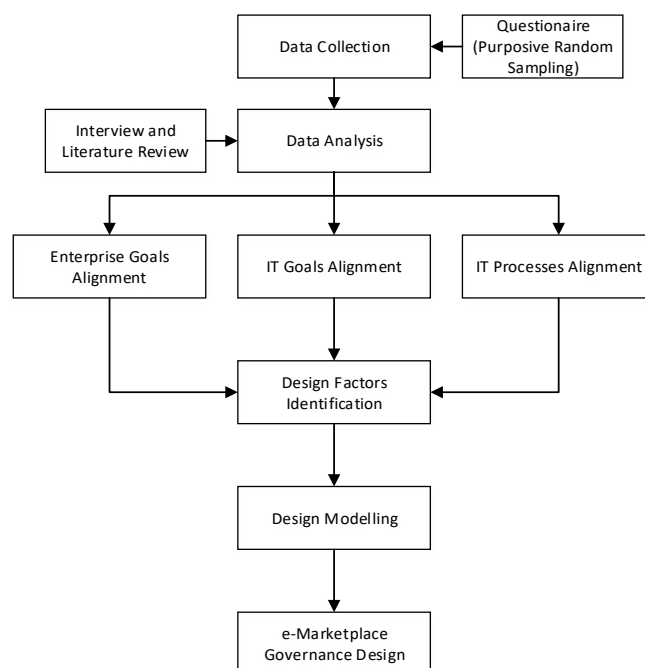 Data Collection
Questionaire
(Purposive Random
Sampling)
Interview and
Literature Review
Data Analysis
Enterprise Goals
Alignment
IT Goals Alignment
IT Processes Alignment
Design Factors
Identification
Design Modelling
e-Marketplace
Governance Design